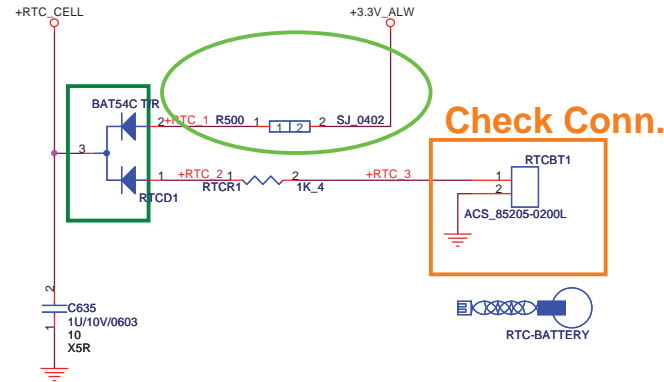 +RTC_CELL
+3.3V_ALW
BAT54C T/R
2
+RTC_1
R500
1
1
2
2
SJ_0402
Check Conn.
3
RTCBT1
1
+RTC_2
1
2
+RTC_3
1
2
RTCR1
1K_4
RTCD1
ACS_85205-0200L
2
C635
1U/10V/0603
1
10
X5R
RTC-BATTERY